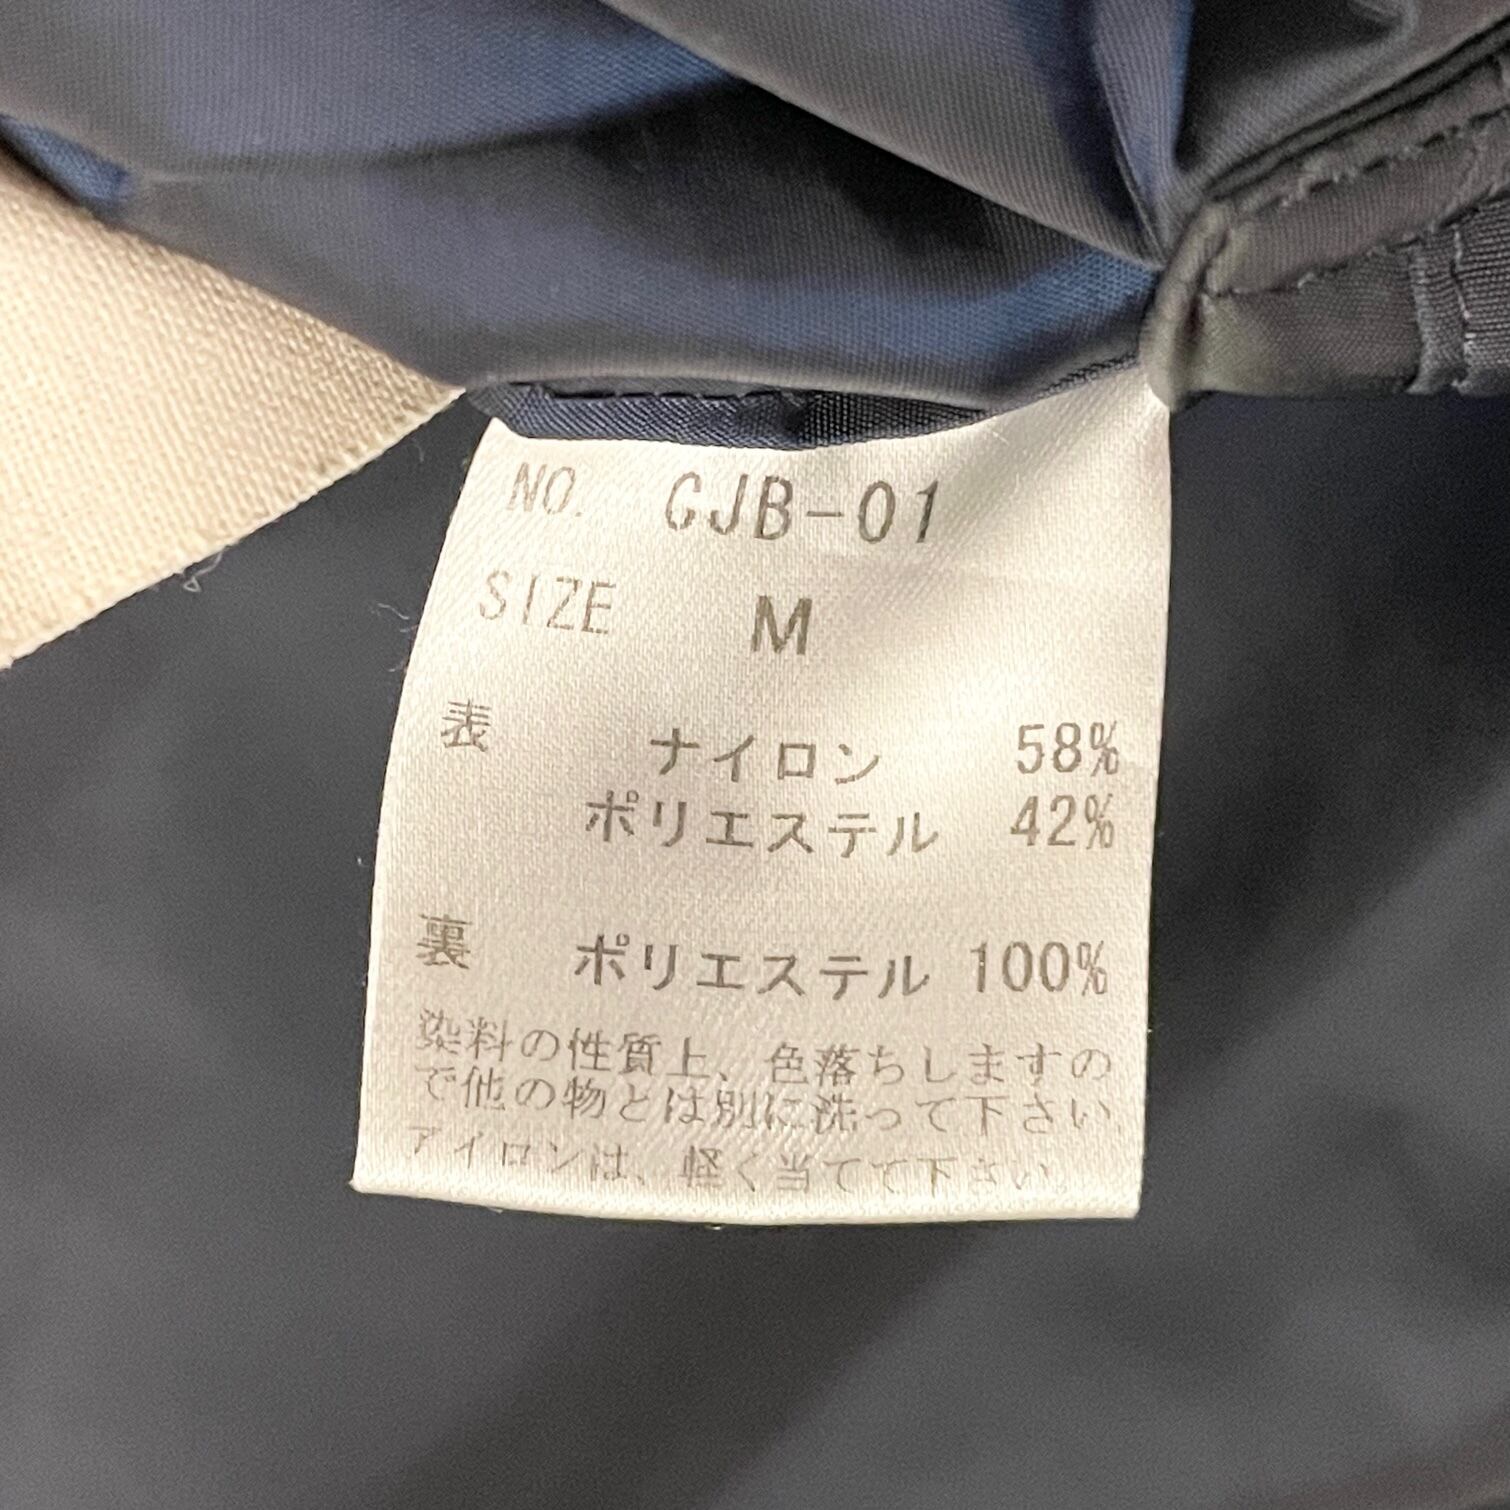 NO. GJB-01
SIZE M
表 ナイロン 58%
ポリエステル 42%
裏 ポリエステル 100%
染料の性質上、色落ちしますの
で他の物とは別に洗って下さい。
アイロンは、軽く当てて下さい。